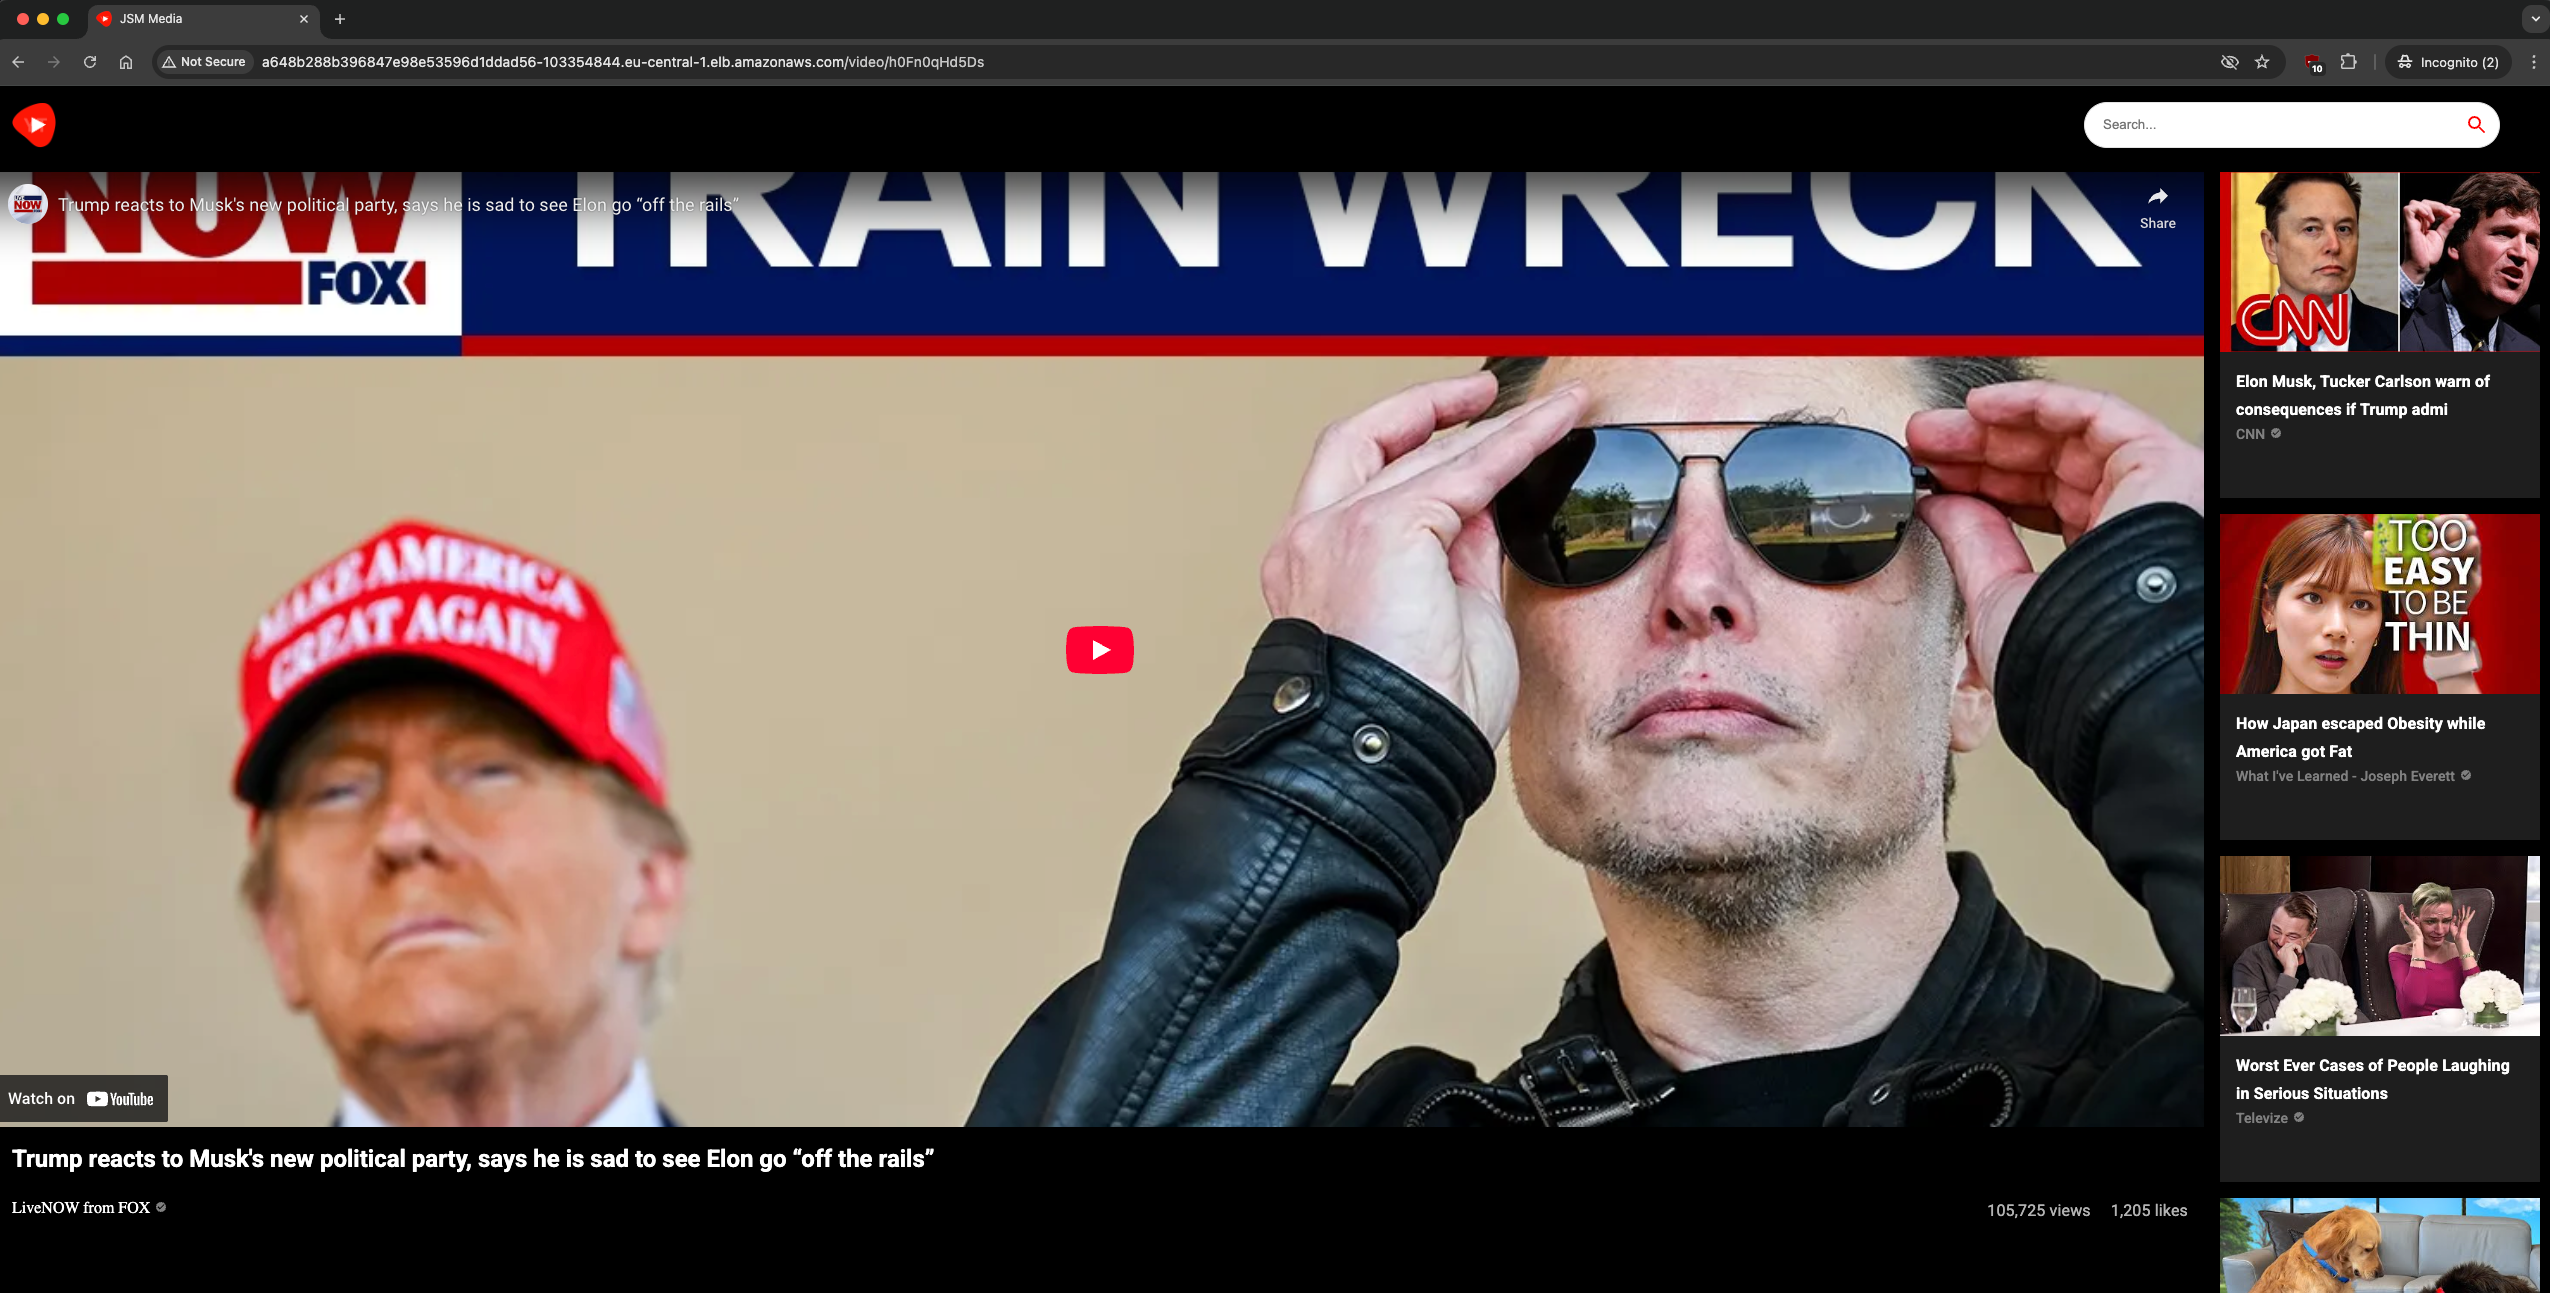 JSM Media
Not Secure
a648b288b396847e98e53596d1ddad56-103354844.eu-central-1.elb.amazonaws.com/video/h0Fn0qHd5Ds
10
Incognito (2)
Search...
NOW
FOX
TRAIN WRECK
NOW
Trump reacts to Musk's new political party, says he is sad to see Elon go “off the rails”
Share
MAKE AMERICA
GREAT AGAIN
Watch on YouTube
Trump reacts to Musk's new political party, says he is sad to see Elon go “off the rails”
LiveNOW from FOX
105,725 views
1,205 likes
CNN
Elon Musk, Tucker Carlson warn of
consequences if Trump admi
CNN
TOO
EASY
TO BE
THIN
How Japan escaped Obesity while
America got Fat
What I've Learned - Joseph Everett
Worst Ever Cases of People Laughing
in Serious Situations
Televize